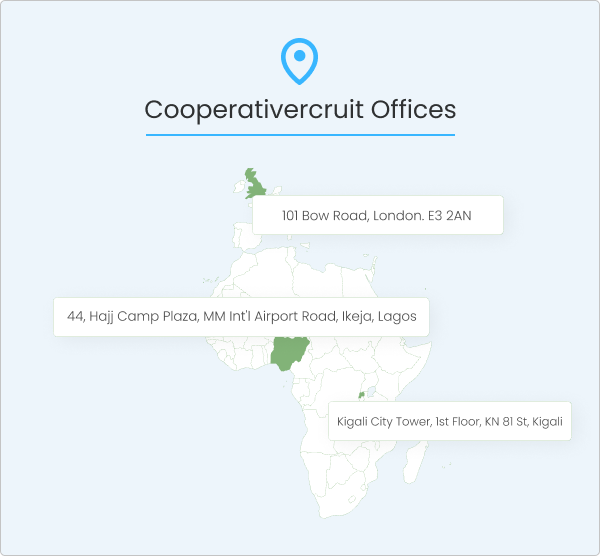 Cooperativercruit Offices
101 Bow Road, London. E3 2AN
44, Hajj Camp Plaza, MM Int'l Airport Road, Ikeja, Lagos
Kigali City Tower, 1st Floor, KN 81 St, Kigali